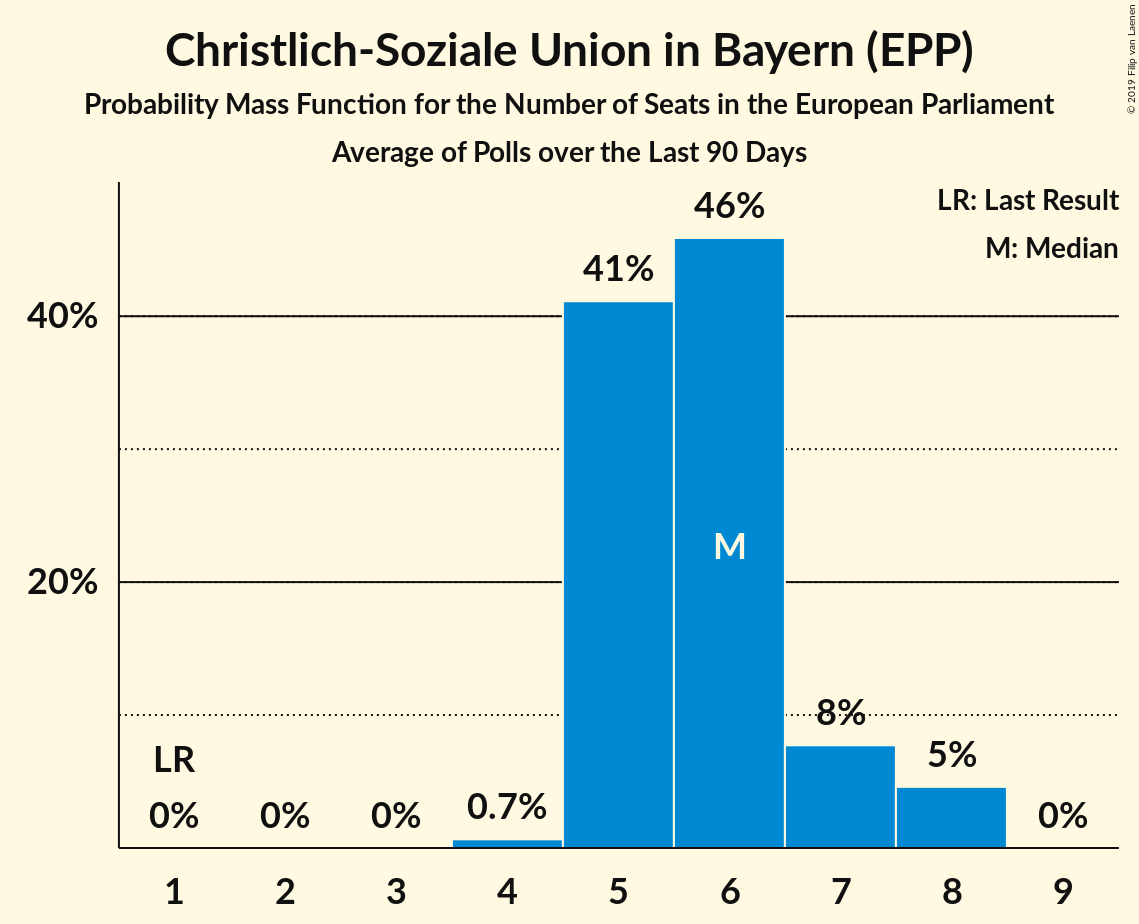 Christlich-Soziale Union in Bayern (EPP)
Probability Mass Function for the Number of Seats in the European Parliament
Average of Polls over the Last 90 Days
© 2019 Filip van Laenen
LR: Last Result
M: Median
46%
41%
40%
M
20%
8%
5%
LR
0% 0% 0% 0.7% 0%
1 2 3 4 5 6 7 8 9